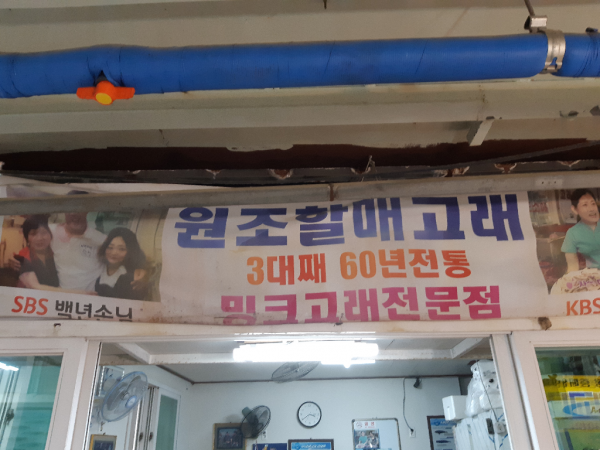 원조할매고래
3대째 60년전통
밍크고래전문점
SBS 백년손님
KBS